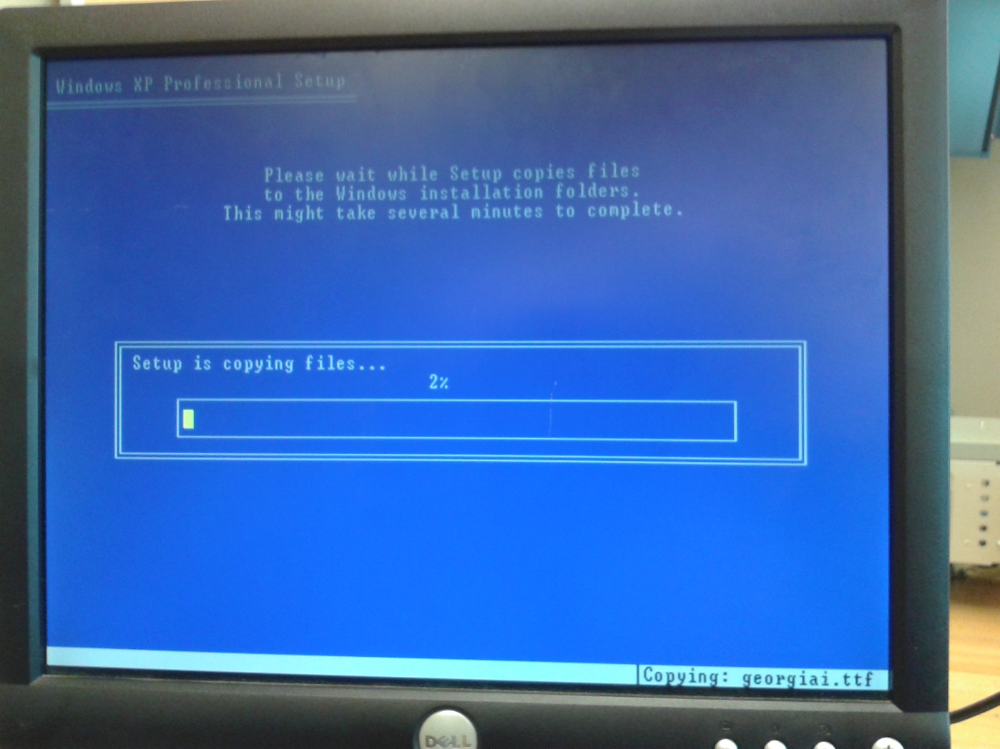 Windows XP Professional Setup
Please wait while Setup copies files
to the Windows installation folders.
This might take several minutes to complete.
Setup is copying files...
2%
Copying: georgiai.ttf
DELL